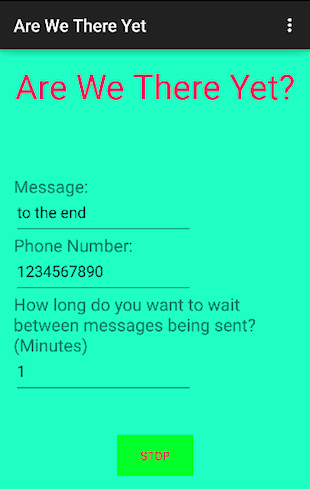 Are We There Yet
Are We There Yet?
Message:
to the end
Phone Number:
1234567890
How long do you want to wait
between messages being sent?
(Minutes)
1
STOP